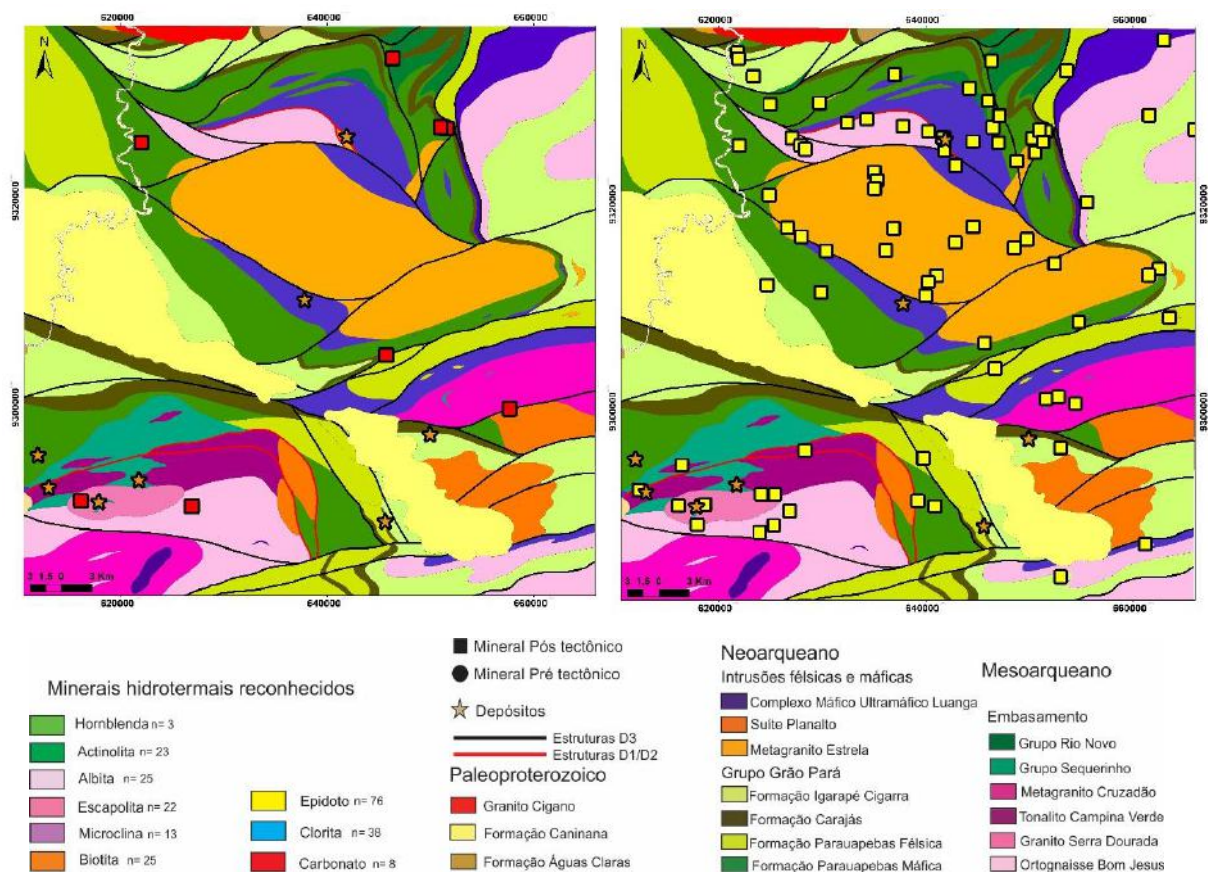 620000 640000 660000
620000 640000 660000
N
N
9320000
9320000
9320000
9300000
9300000
9300000
3 1,5 0 3 Km
3 1,5 0 3 Km
620000 640000 660000
620000 640000 660000
Minerais hidrotermais reconhecidos
Hornblenda n= 3
Actinolita n= 23
Albita n= 25
Escapolita n= 22
Microclina n= 13
Biotita n= 25
Epidoto n= 76
Clorita n= 38
Carbonato n= 8
Mineral Pós tectônico
Mineral Pré tectônico
Depósitos
Estruturas D3
Estruturas D1/D2
Paleoproterozoico
Granito Cigano
Formação Caninana
Formação Águas Claras
Neoarqueano
Intrusões félsicas e máficas
Complexo Máfico Ultramáfico Luanga
Suíte Planalto
Metagranito Estrela
Grupo Grão Pará
Formação Igarapé Cigarra
Formação Carajás
Formação Parauapebas Félsica
Formação Parauapebas Máfica
Mesoarqueano
Embasamento
Grupo Rio Novo
Grupo Sequerinho
Metagranito Cruzadão
Tonalito Campina Verde
Granito Serra Dourada
Ortognaisse Bom Jesus